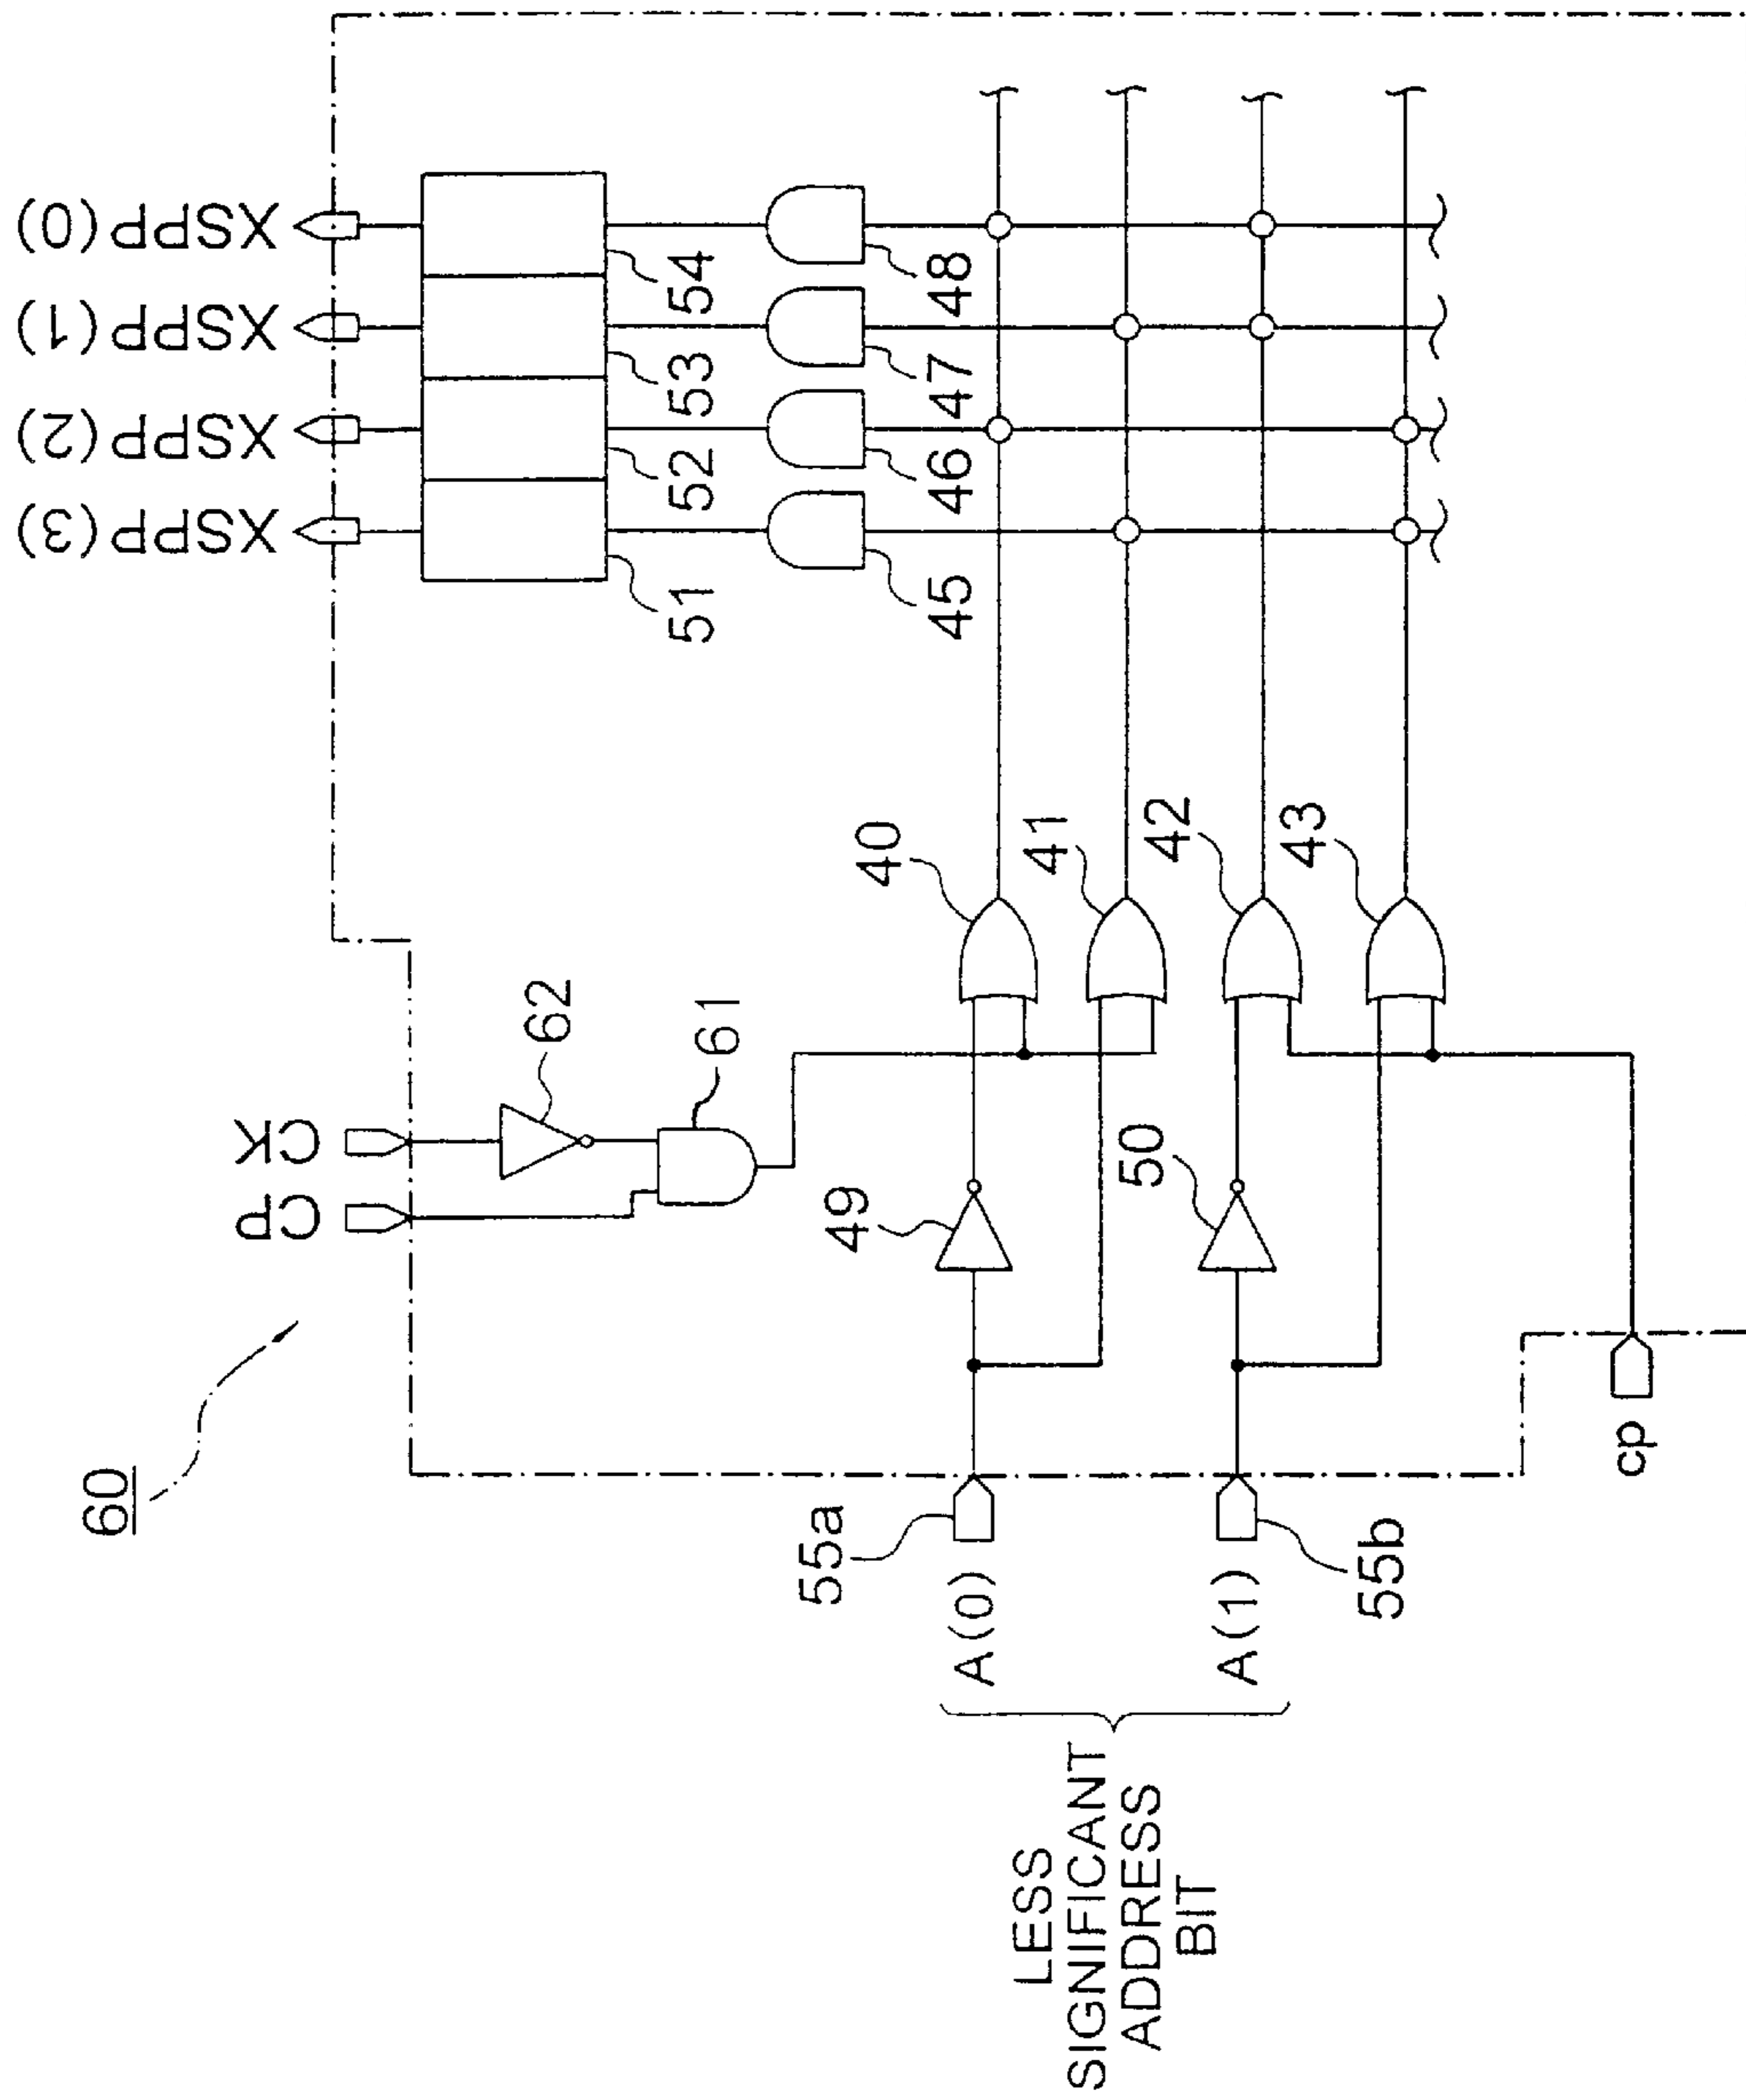 60
CP
CK
XSPP(3)
XSPP(2)
XSPP(1)
XSPP(0)
62
61
51
52
53
54
45
46
47
48
49
40
41
50
42
43
55a
A(0)
A(1)
55b
cp
LESS
SIGNIFICANT
ADDRESS
BIT